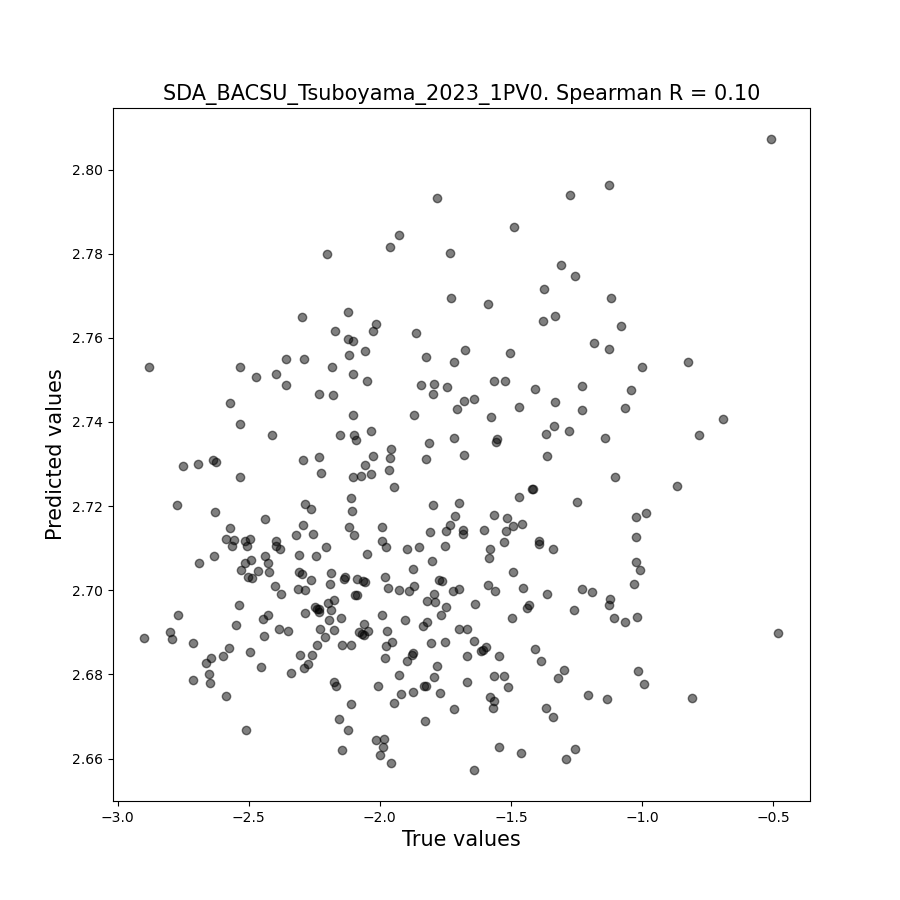 SDA_BACSU_Tsuboyama_2023_1PV0. Spearman R = 0.10
2.80
2.78
2.76
2.74
2.72
2.70
2.68
2.66
Predicted values
−3.0 −2.5 −2.0 −1.5 −1.0 −0.5
True values